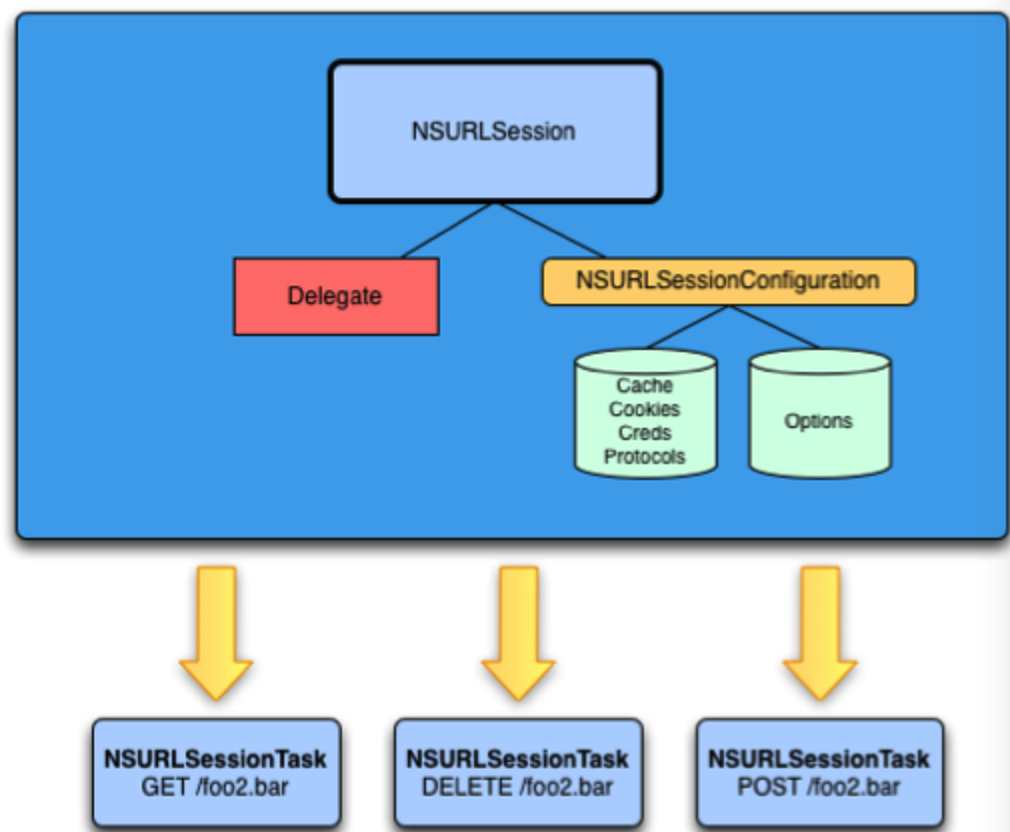 NSURLSession
Delegate
NSURLSessionConfiguration
Cache
Cookies
Creds
Protocols
Options
NSURLSessionTask
GET /foo2.bar
NSURLSessionTask
DELETE /foo2.bar
NSURLSessionTask
POST /foo2.bar